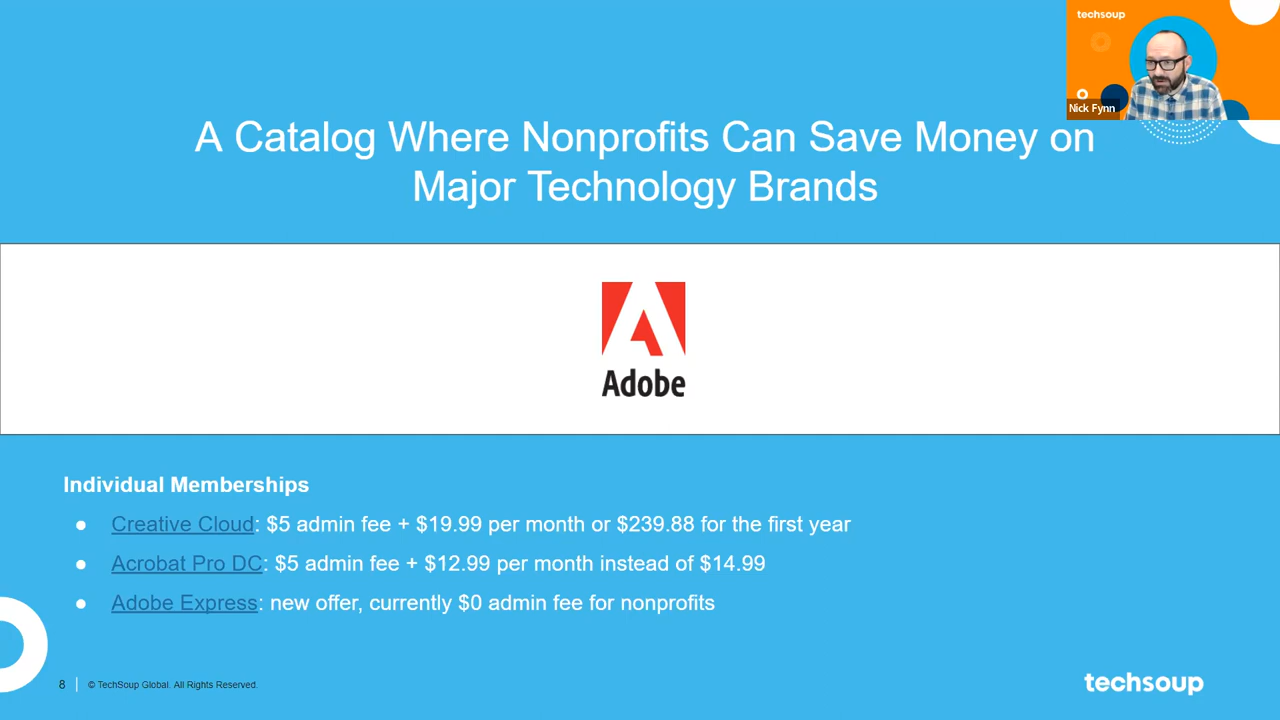 techsoup
Nick Fynn
A Catalog Where Nonprofits Can Save Money on
Major Technology Brands
Adobe
Individual Memberships
● Creative Cloud: $5 admin fee + $19.99 per month or $239.88 for the first year
● Acrobat Pro DC: $5 admin fee + $12.99 per month instead of $14.99
● Adobe Express: new offer, currently $0 admin fee for nonprofits
8 | © TechSoup Global. All Rights Reserved.
techsoup